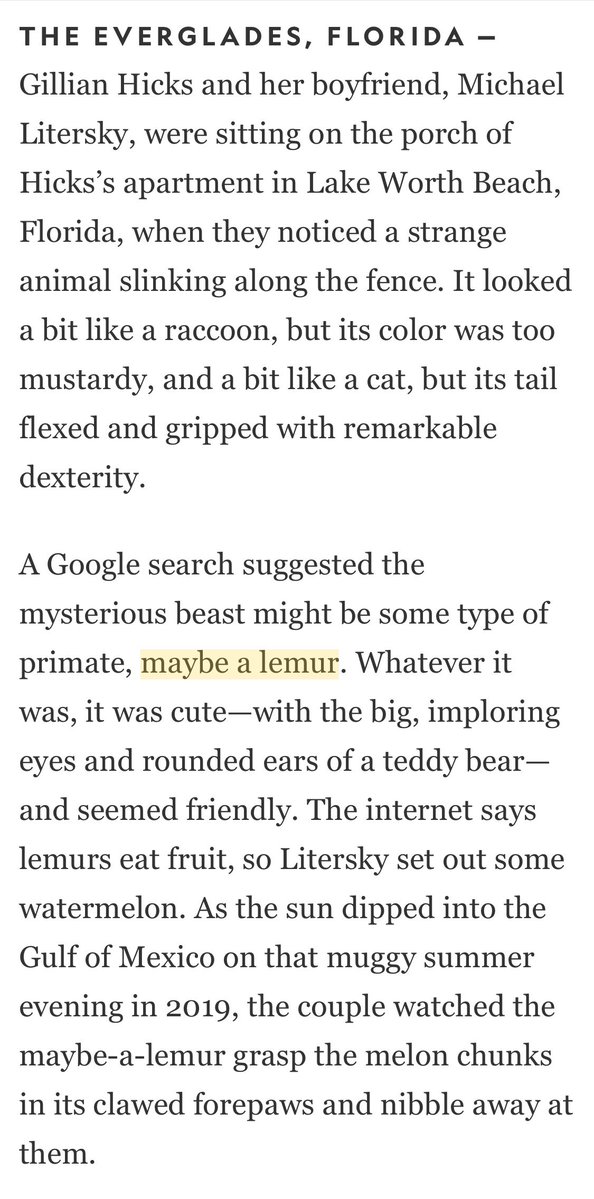 THE EVERGLADES, FLORIDA —
Gillian Hicks and her boyfriend, Michael
Litersky, were sitting on the porch of
Hicks’s apartment in Lake Worth Beach,
Florida, when they noticed a strange
animal slinking along the fence. It looked
a bit like a raccoon, but its color was too
mustardy, and a bit like a cat, but its tail
flexed and gripped with remarkable
dexterity.
A Google search suggested the
mysterious beast might be some type of
primate, maybe a lemur. Whatever it
was, it was cute—with the big, imploring
eyes and rounded ears of a teddy bear—
and seemed friendly. The internet says
lemurs eat fruit, so Litersky set out some
watermelon. As the sun dipped into the
Gulf of Mexico on that muggy summer
evening in 2019, the couple watched the
maybe-a-lemur grasp the melon chunks
in its clawed forepaws and nibble away at
them.